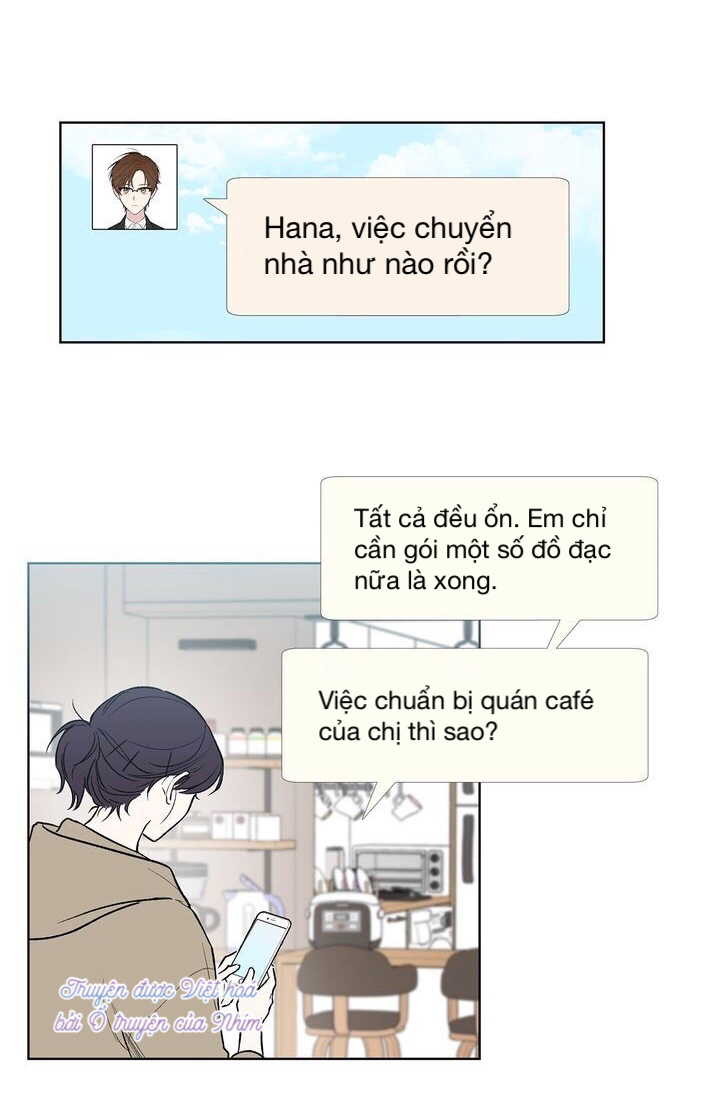 Hana, việc chuyển
nhà như nào rồi?
Tất cả đều ổn. Em chỉ
cần gói một số đồ đạc
nữa là xong.
Việc chuẩn bị quán café
của chị thì sao?
Truyện được Việt hoá
bởi Ổ truyện của Nhím